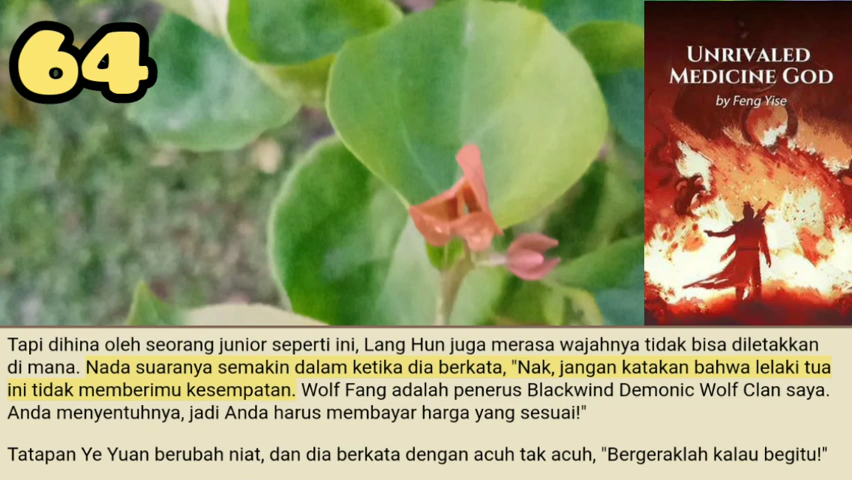 64
UNRIVALED
MEDICINE GOD
by Feng Yise
Tapi dihina oleh seorang junior seperti ini, Lang Hun juga merasa wajahnya tidak bisa diletakkan
di mana. Nada suaranya semakin dalam ketika dia berkata, "Nak, jangan katakan bahwa lelaki tua
ini tidak memberimu kesempatan. Wolf Fang adalah penerus Blackwind Demonic Wolf Clan saya.
Anda menyentuhnya, jadi Anda harus membayar harga yang sesuai!"
Tatapan Ye Yuan berubah niat, dan dia berkata dengan acuh tak acuh, "Bergeraklah kalau begitu!"